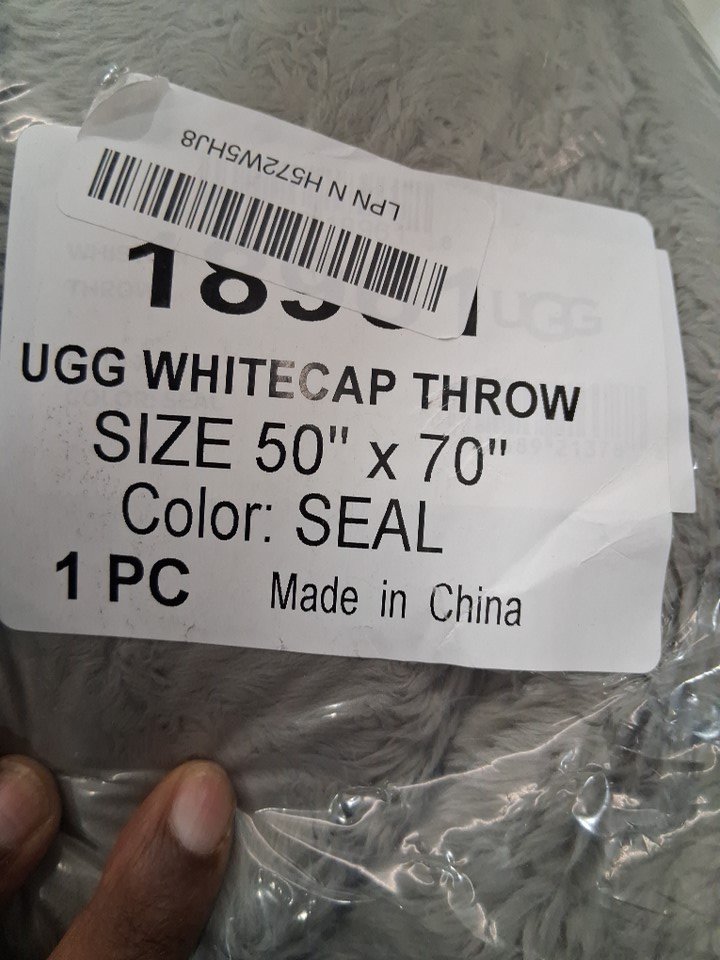 LPN N H572W5HJ8
UGG WHITECAP THROW
SIZE 50" x 70"
Color: SEAL
1 PC Made in China